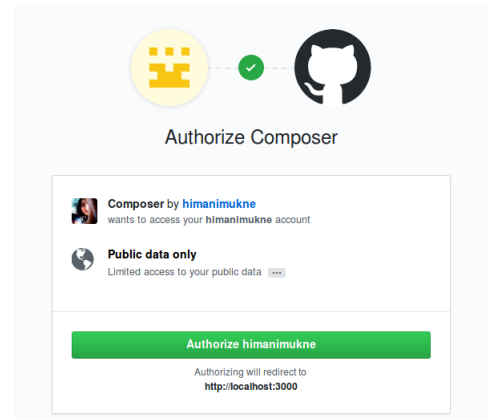 Authorize Composer
Composer by himanimukne
wants to access your himanimukne account
Public data only
Limited access to your public data ...
Authorize himanimukne
Authorizing will redirect to
http://localhost:3000